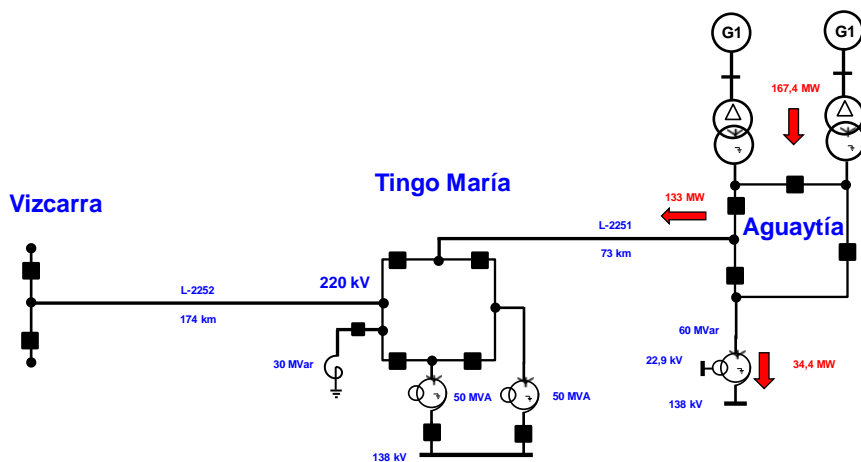 G1
G1
167,4 MW
Tingo María
Vizcarra
133 MW
L-2251
Aguaytía
73 km
220 kV
L-2252
174 km
60 MVar
30 MVar
22,9 kV
34,4 MW
50 MVA
50 MVA
138 kV
138 kV